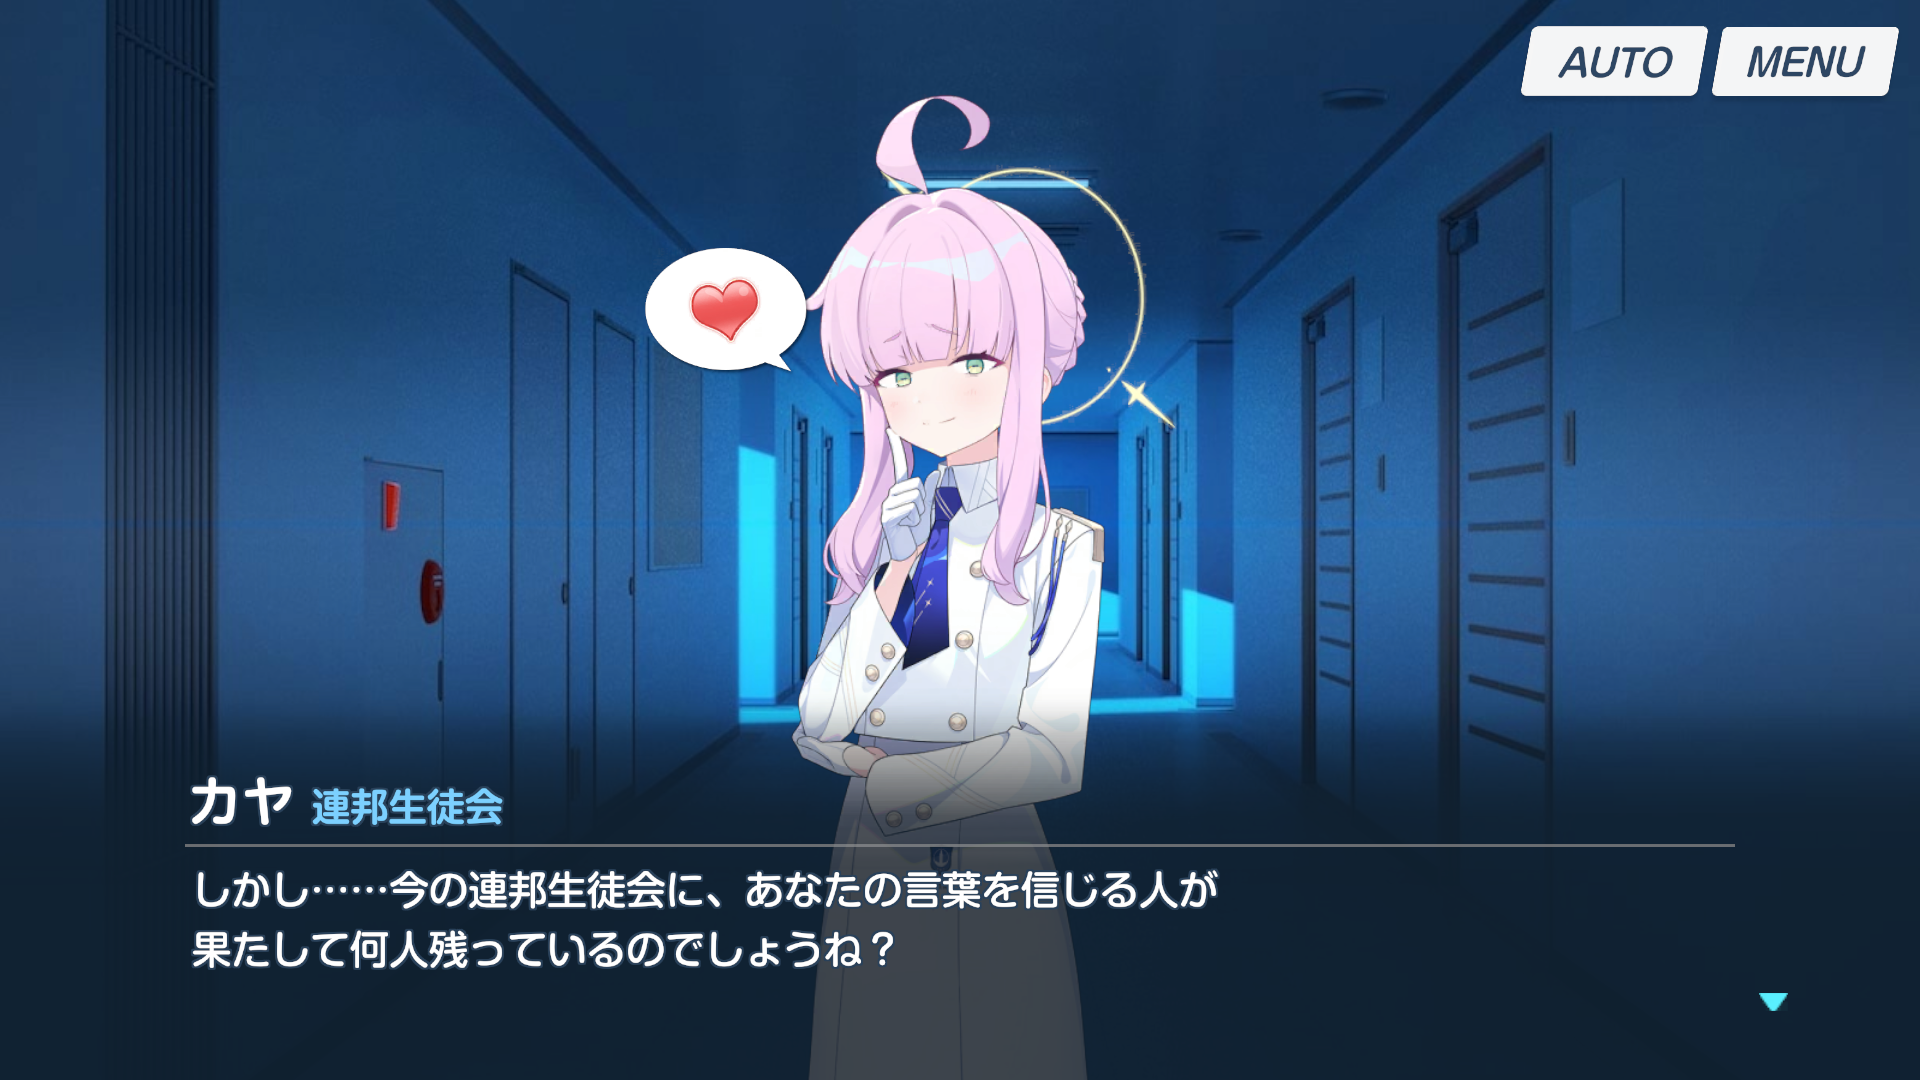 AUTO
MENU
カヤ 連邦生徒会
しかし……今の連邦生徒会に、あなたの言葉を信じる人が
果たして何人残っているのでしょうね？